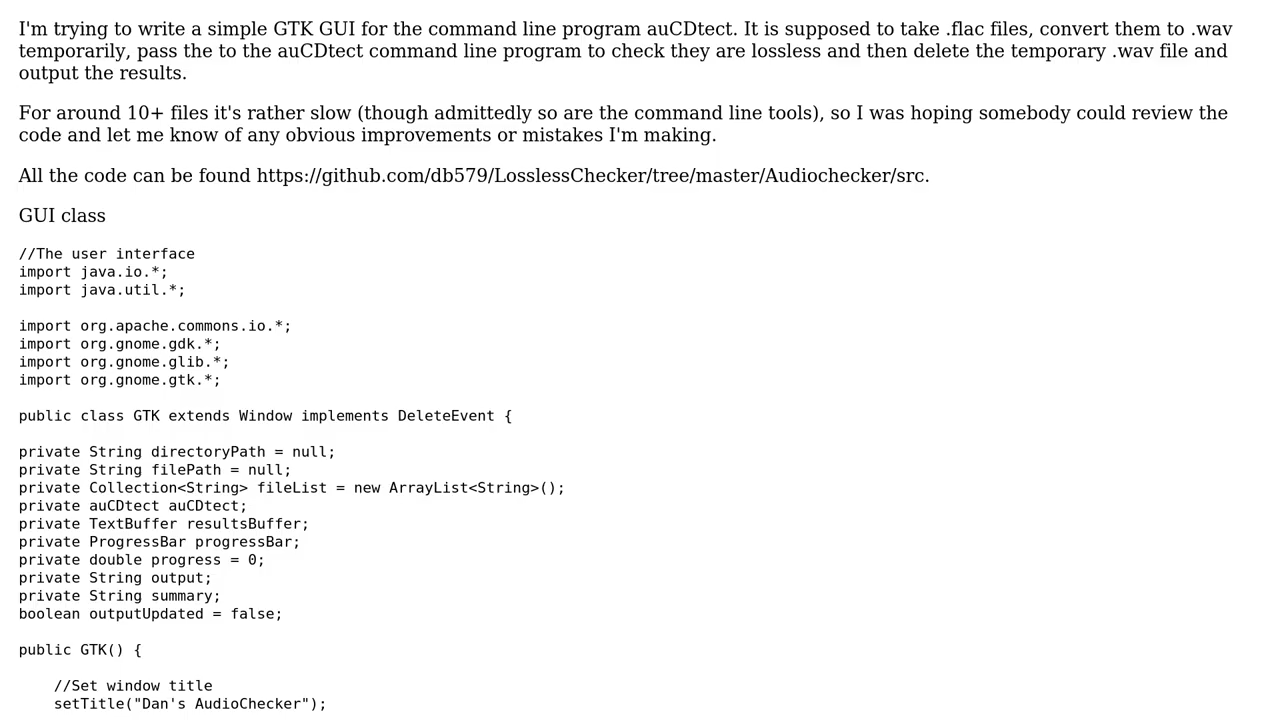 I'm trying to write a simple GTK GUI for the command line program auCDtect. It is supposed to take .flac files, convert them to .wav
temporarily, pass the to the auCDtect command line program to check they are lossless and then delete the temporary .wav file and
output the results.
For around 10+ files it's rather slow (though admittedly so are the command line tools), so I was hoping somebody could review the
code and let me know of any obvious improvements or mistakes I'm making.
All the code can be found https://github.com/db579/LosslessChecker/tree/master/Audiochecker/src.
GUI class
//The user interface
import java.io.*;
import java.util.*;
import org.apache.commons.io.*;
import org.gnome.gdk.*;
import org.gnome.glib.*;
import org.gnome.gtk.*;
public class GTK extends Window implements DeleteEvent {
private String directoryPath = null;
private String filePath = null;
private Collection<String> fileList = new ArrayList<String>();
private auCDtect auCDtect;
private TextBuffer resultsBuffer;
private ProgressBar progressBar;
private double progress = 0;
private String output;
private String summary;
boolean outputUpdated = false;
public GTK() {
    //Set window title
    setTitle("Dan's AudioChecker");